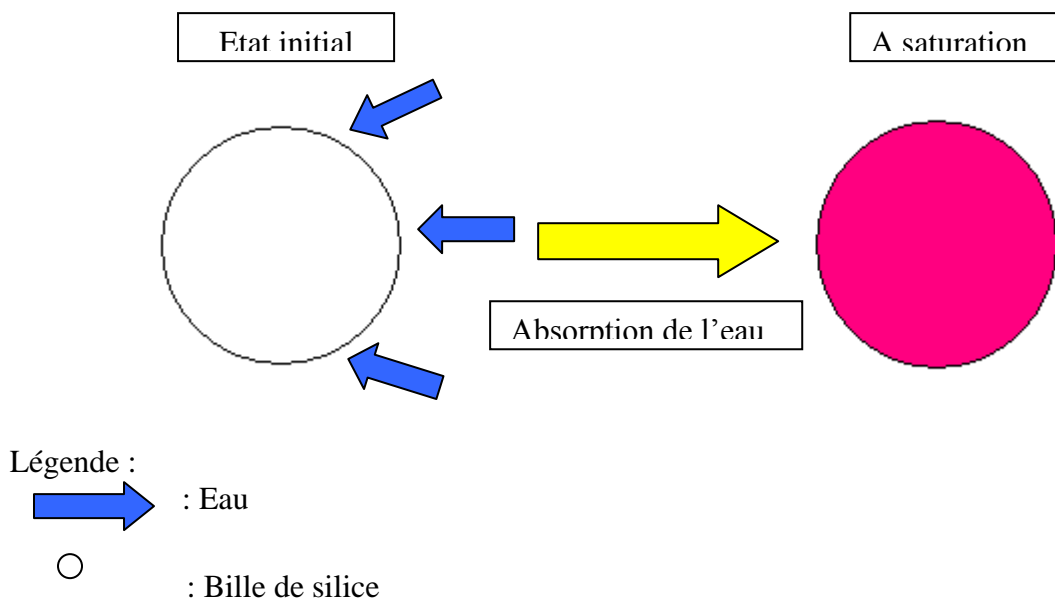 Etat initial
A saturation
Absorption de l’eau
Légende :
: Eau
: Bille de silice